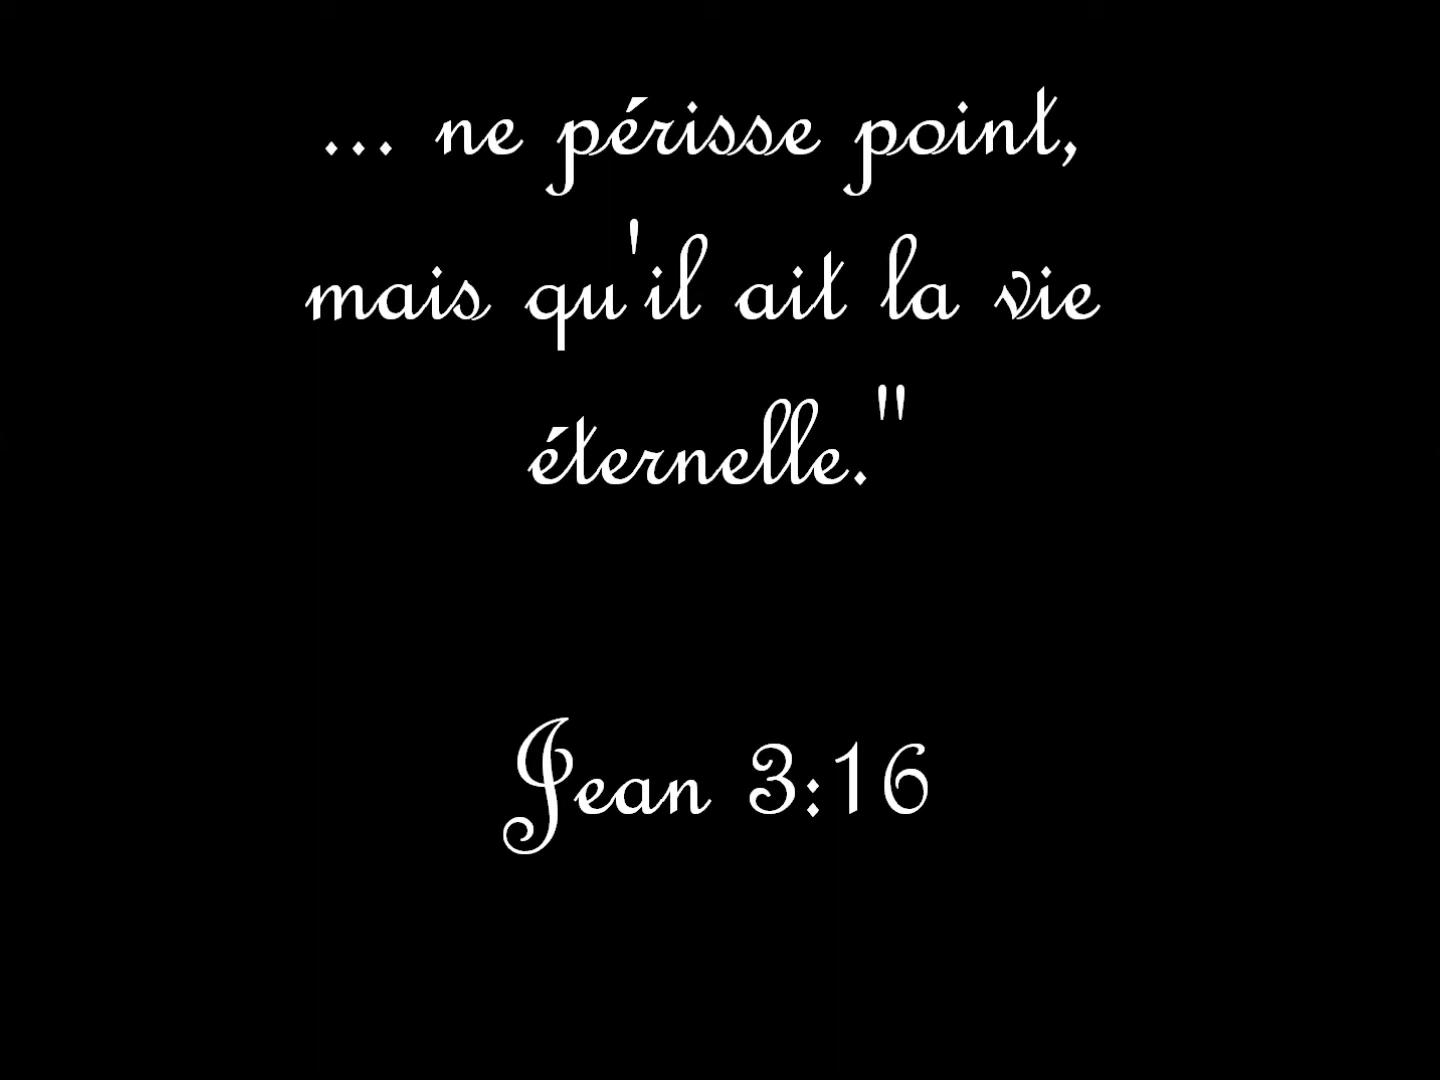 ... ne périsse point,
mais qu'il ait la vie
éternelle."
Jean 3:16